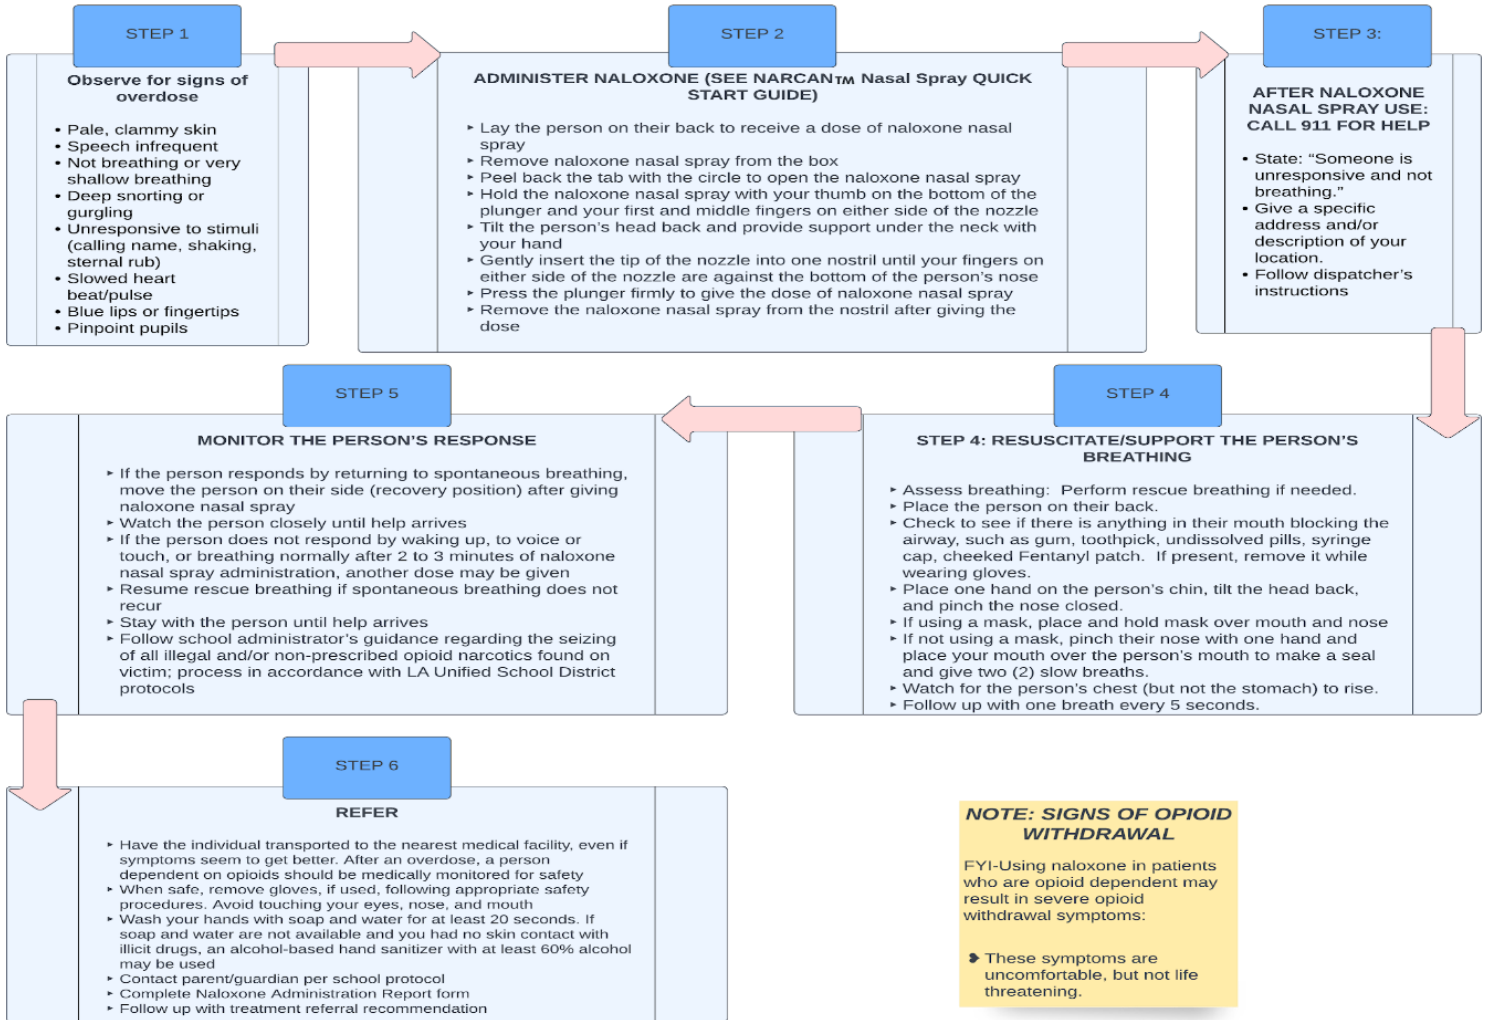 STEP 1
Observe for signs of
overdose
• Pale, clammy skin
• Speech infrequent
• Not breathing or very
shallow breathing
• Deep snorting or
gurgling
• Unresponsive to stimuli
(calling name, shaking,
sternal rub)
• Slowed heart
beat/pulse
• Blue lips or fingertips
• Pinpoint pupils
STEP 2
ADMINISTER NALOXONE (SEE NARCAN™ Nasal Spray QUICK
START GUIDE)
‣ Lay the person on their back to receive a dose of naloxone nasal
spray
‣ Remove naloxone nasal spray from the box
‣ Peel back the tab with the circle to open the naloxone nasal spray
‣ Hold the naloxone nasal spray with your thumb on the bottom of the
plunger and your first and middle fingers on either side of the nozzle
‣ Tilt the person's head back and provide support under the neck with
your hand
‣ Gently insert the tip of the nozzle into one nostril until your fingers on
either side of the nozzle are against the bottom of the person's nose
‣ Press the plunger firmly to give the dose of naloxone nasal spray
‣ Remove the naloxone nasal spray from the nostril after giving the
dose
STEP 3:
AFTER NALOXONE
NASAL SPRAY USE:
CALL 911 FOR HELP
• State: “Someone is
unresponsive and not
breathing.”
• Give a specific
address and/or
description of your
location.
• Follow dispatcher's
instructions
STEP 4
STEP 4: RESUSCITATE/SUPPORT THE PERSON'S
BREATHING
‣ Assess breathing:  Perform rescue breathing if needed.
‣ Place the person on their back.
‣ Check to see if there is anything in their mouth blocking the
airway, such as gum, toothpick, undissolved pills, syringe
cap, cheeked Fentanyl patch.  If present, remove it while
wearing gloves.
‣ Place one hand on the person's chin, tilt the head back,
and pinch the nose closed.
‣ If using a mask, place and hold mask over mouth and nose
‣ If not using a mask, pinch their nose with one hand and
place your mouth over the person's mouth to make a seal
and give two (2) slow breaths.
‣ Watch for the person's chest (but not the stomach) to rise.
‣ Follow up with one breath every 5 seconds.
STEP 5
MONITOR THE PERSON'S RESPONSE
‣ If the person responds by returning to spontaneous breathing,
move the person on their side (recovery position) after giving
naloxone nasal spray
‣ Watch the person closely until help arrives
‣ If the person does not respond by waking up, to voice or
touch, or breathing normally after 2 to 3 minutes of naloxone
nasal spray administration, another dose may be given
‣ Resume rescue breathing if spontaneous breathing does not
recur
‣ Stay with the person until help arrives
‣ Follow school administrator's guidance regarding the seizing
of all illegal and/or non-prescribed opioid narcotics found on
victim; process in accordance with LA Unified School District
protocols
STEP 6
REFER
‣ Have the individual transported to the nearest medical facility, even if
symptoms seem to get better. After an overdose, a person
dependent on opioids should be medically monitored for safety
‣ When safe, remove gloves, if used, following appropriate safety
procedures. Avoid touching your eyes, nose, and mouth
‣ Wash your hands with soap and water for at least 20 seconds. If
soap and water are not available and you had no skin contact with
illicit drugs, an alcohol-based hand sanitizer with at least 60% alcohol
may be used
‣ Contact parent/guardian per school protocol
‣ Complete Naloxone Administration Report form
‣ Follow up with treatment referral recommendation
NOTE: SIGNS OF OPIOID
WITHDRAWAL
FYI-Using naloxone in patients
who are opioid dependent may
result in severe opioid
withdrawal symptoms:
❥ These symptoms are
uncomfortable, but not life
threatening.